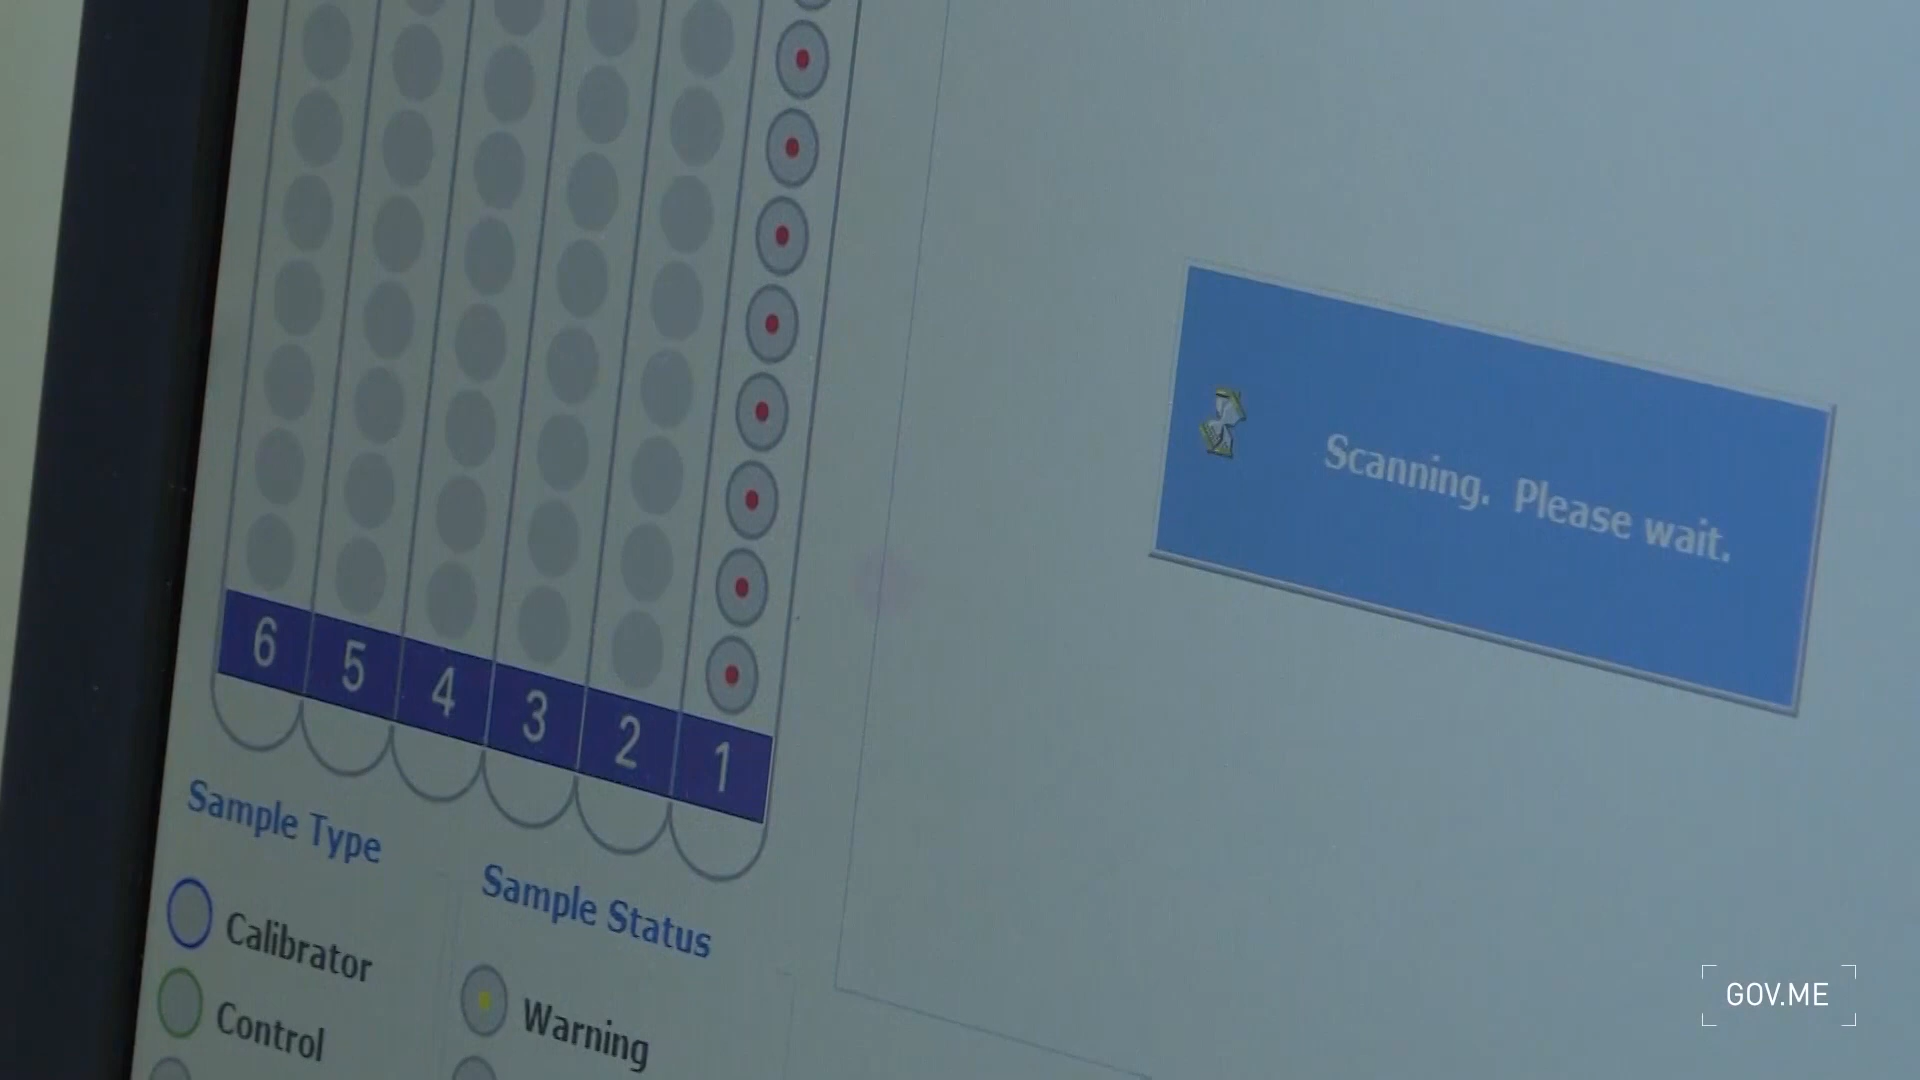 Scanning. Please wait.
6 5 4 3 2 1
Sample Type
Calibrator
Control
Sample Status
Warning
GOV.ME